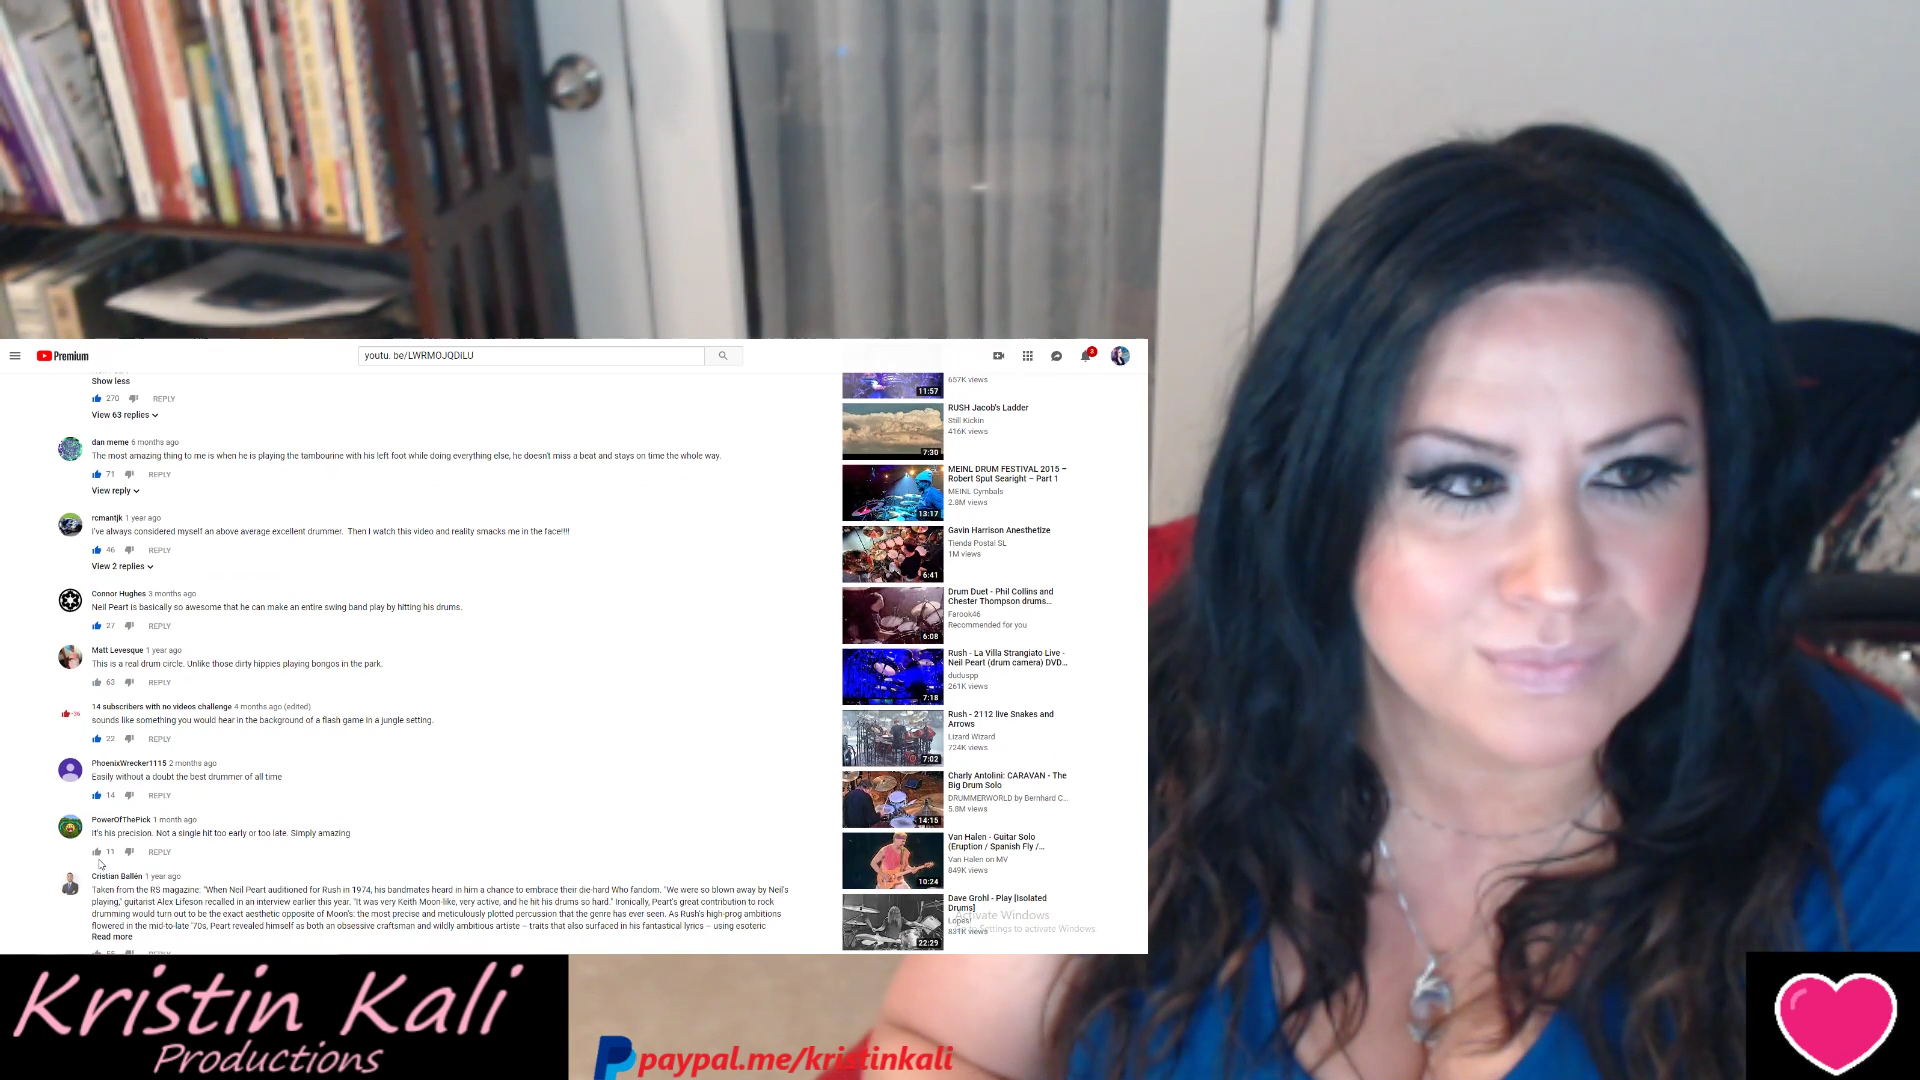 Premium
youtu. be/LWRMOJQDILU
3
Show less
270 REPLY
View 63 replies
dan meme 6 months ago
The most amazing thing to me is when he is playing the tambourine with his left foot while doing everything else, he doesn't miss a beat and stays on time the whole way.
71 REPLY
View reply
rcmantjk 1 year ago
I've always considered myself an above average excellent drummer. Then I watch this video and reality smacks me in the face!!!!
46 REPLY
View 2 replies
Connor Hughes 3 months ago
Neil Peart is basically so awesome that he can make an entire swing band play by hitting his drums.
27 REPLY
Matt Levesque 1 year ago
This is a real drum circle. Unlike those dirty hippies playing bongos in the park.
63 REPLY
14 subscribers with no videos challenge 4 months ago (edited)
sounds like something you would hear in the background of a flash game in a jungle setting.
22 REPLY
PhoenixWrecker1115 2 months ago
Easily without a doubt the best drummer of all time
14 REPLY
PowerOfThePick 1 month ago
It's his precision. Not a single hit too early or too late. Simply amazing
11 REPLY
Cristian Ballén 1 year ago
Taken from the RS magazine: "When Neil Peart auditioned for Rush in 1974, his bandmates heard in him a chance to embrace their die-hard Who fandom. "We were so blown away by Neil's
playing," guitarist Alex Lifeson recalled in an interview earlier this year. "It was very Keith Moon-like, very active, and he hit his drums so hard." Ironically, Peart's great contribution to rock
drumming would turn out to be the exact aesthetic opposite of Moon's: the most precise and meticulously plotted percussion that the genre has ever seen. As Rush's high-prog ambitions
flowered in the mid-to-late '70s, Peart revealed himself as both an obsessive craftsman and wildly ambitious artiste – traits that also surfaced in his fantastical lyrics – using esoteric
Read more
11:57
657K views
RUSH Jacob's Ladder
Still Kickin
416K views
7:30
MEINL DRUM FESTIVAL 2015 –
Robert Sput Searight – Part 1
MEINL Cymbals
2.8M views
13:17
Gavin Harrison Anesthetize
Tienda Postal SL
1M views
6:41
Drum Duet - Phil Collins and
Chester Thompson drums...
Farook46
Recommended for you
6:08
Rush - La Villa Strangiato Live -
Neil Peart (drum camera) DVD...
duduspp
261K views
7:18
Rush - 2112 live Snakes and
Arrows
Lizard Wizard
724K views
7:02
Charly Antolini: CARAVAN - The
Big Drum Solo
DRUMMERWORLD by Bernhard C...
5.8M views
14:15
Van Halen - Guitar Solo
(Eruption / Spanish Fly /...
Van Halen on MV
849K views
10:24
Dave Grohl - Play [Isolated
Drums]
Activate Windows
831K views
to Settings to activate Windows.
22:29
Kristin Kali
Productions
paypal.me/kristinkali